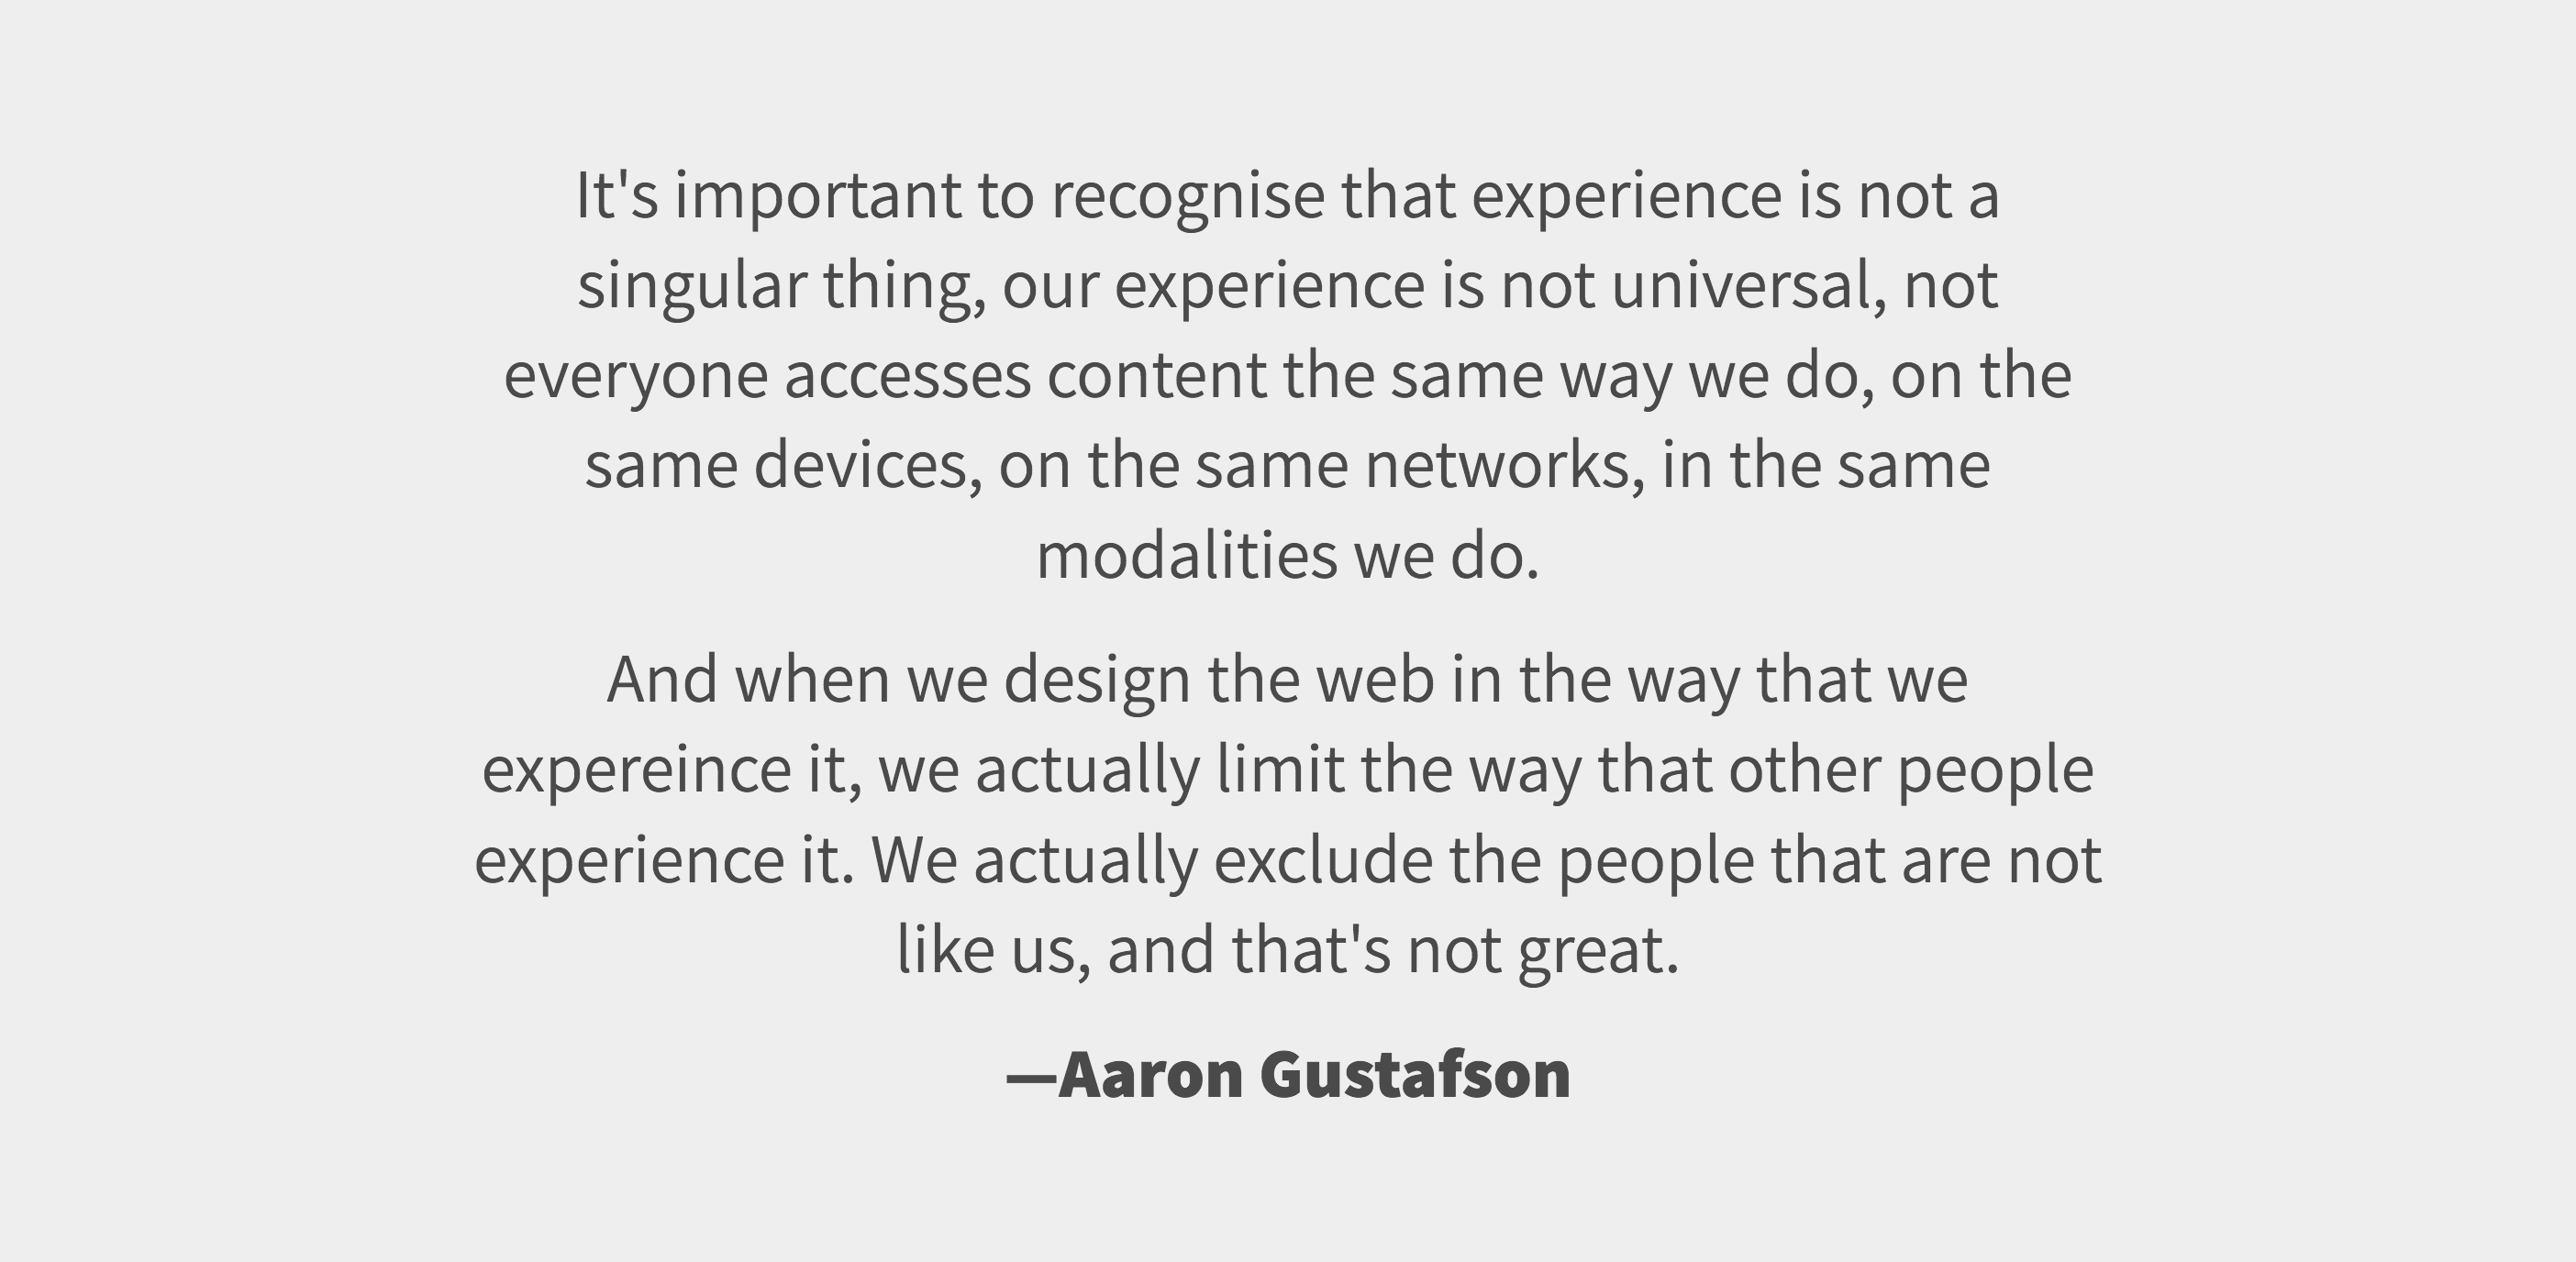 It's important to recognise that experience is not a
singular thing, our experience is not universal, not
everyone accesses content the same way we do, on the
same devices, on the same networks, in the same
modalities we do.
And when we design the web in the way that we
expereince it, we actually limit the way that other people
experience it. We actually exclude the people that are not
like us, and that's not great.
—Aaron Gustafson